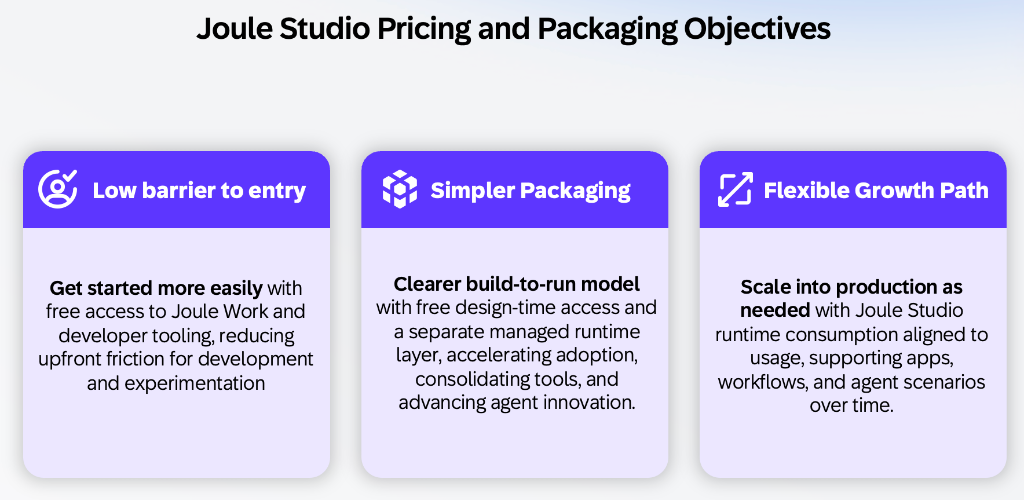 Joule Studio Pricing and Packaging Objectives
Low barrier to entry
Get started more easily with
free access to Joule Work and
developer tooling, reducing
upfront friction for development
and experimentation
Simpler Packaging
Clearer build-to-run model
with free design-time access and
a separate managed runtime
layer, accelerating adoption,
consolidating tools, and
advancing agent innovation.
Flexible Growth Path
Scale into production as
needed with Joule Studio
runtime consumption aligned to
usage, supporting apps,
workflows, and agent scenarios
over time.